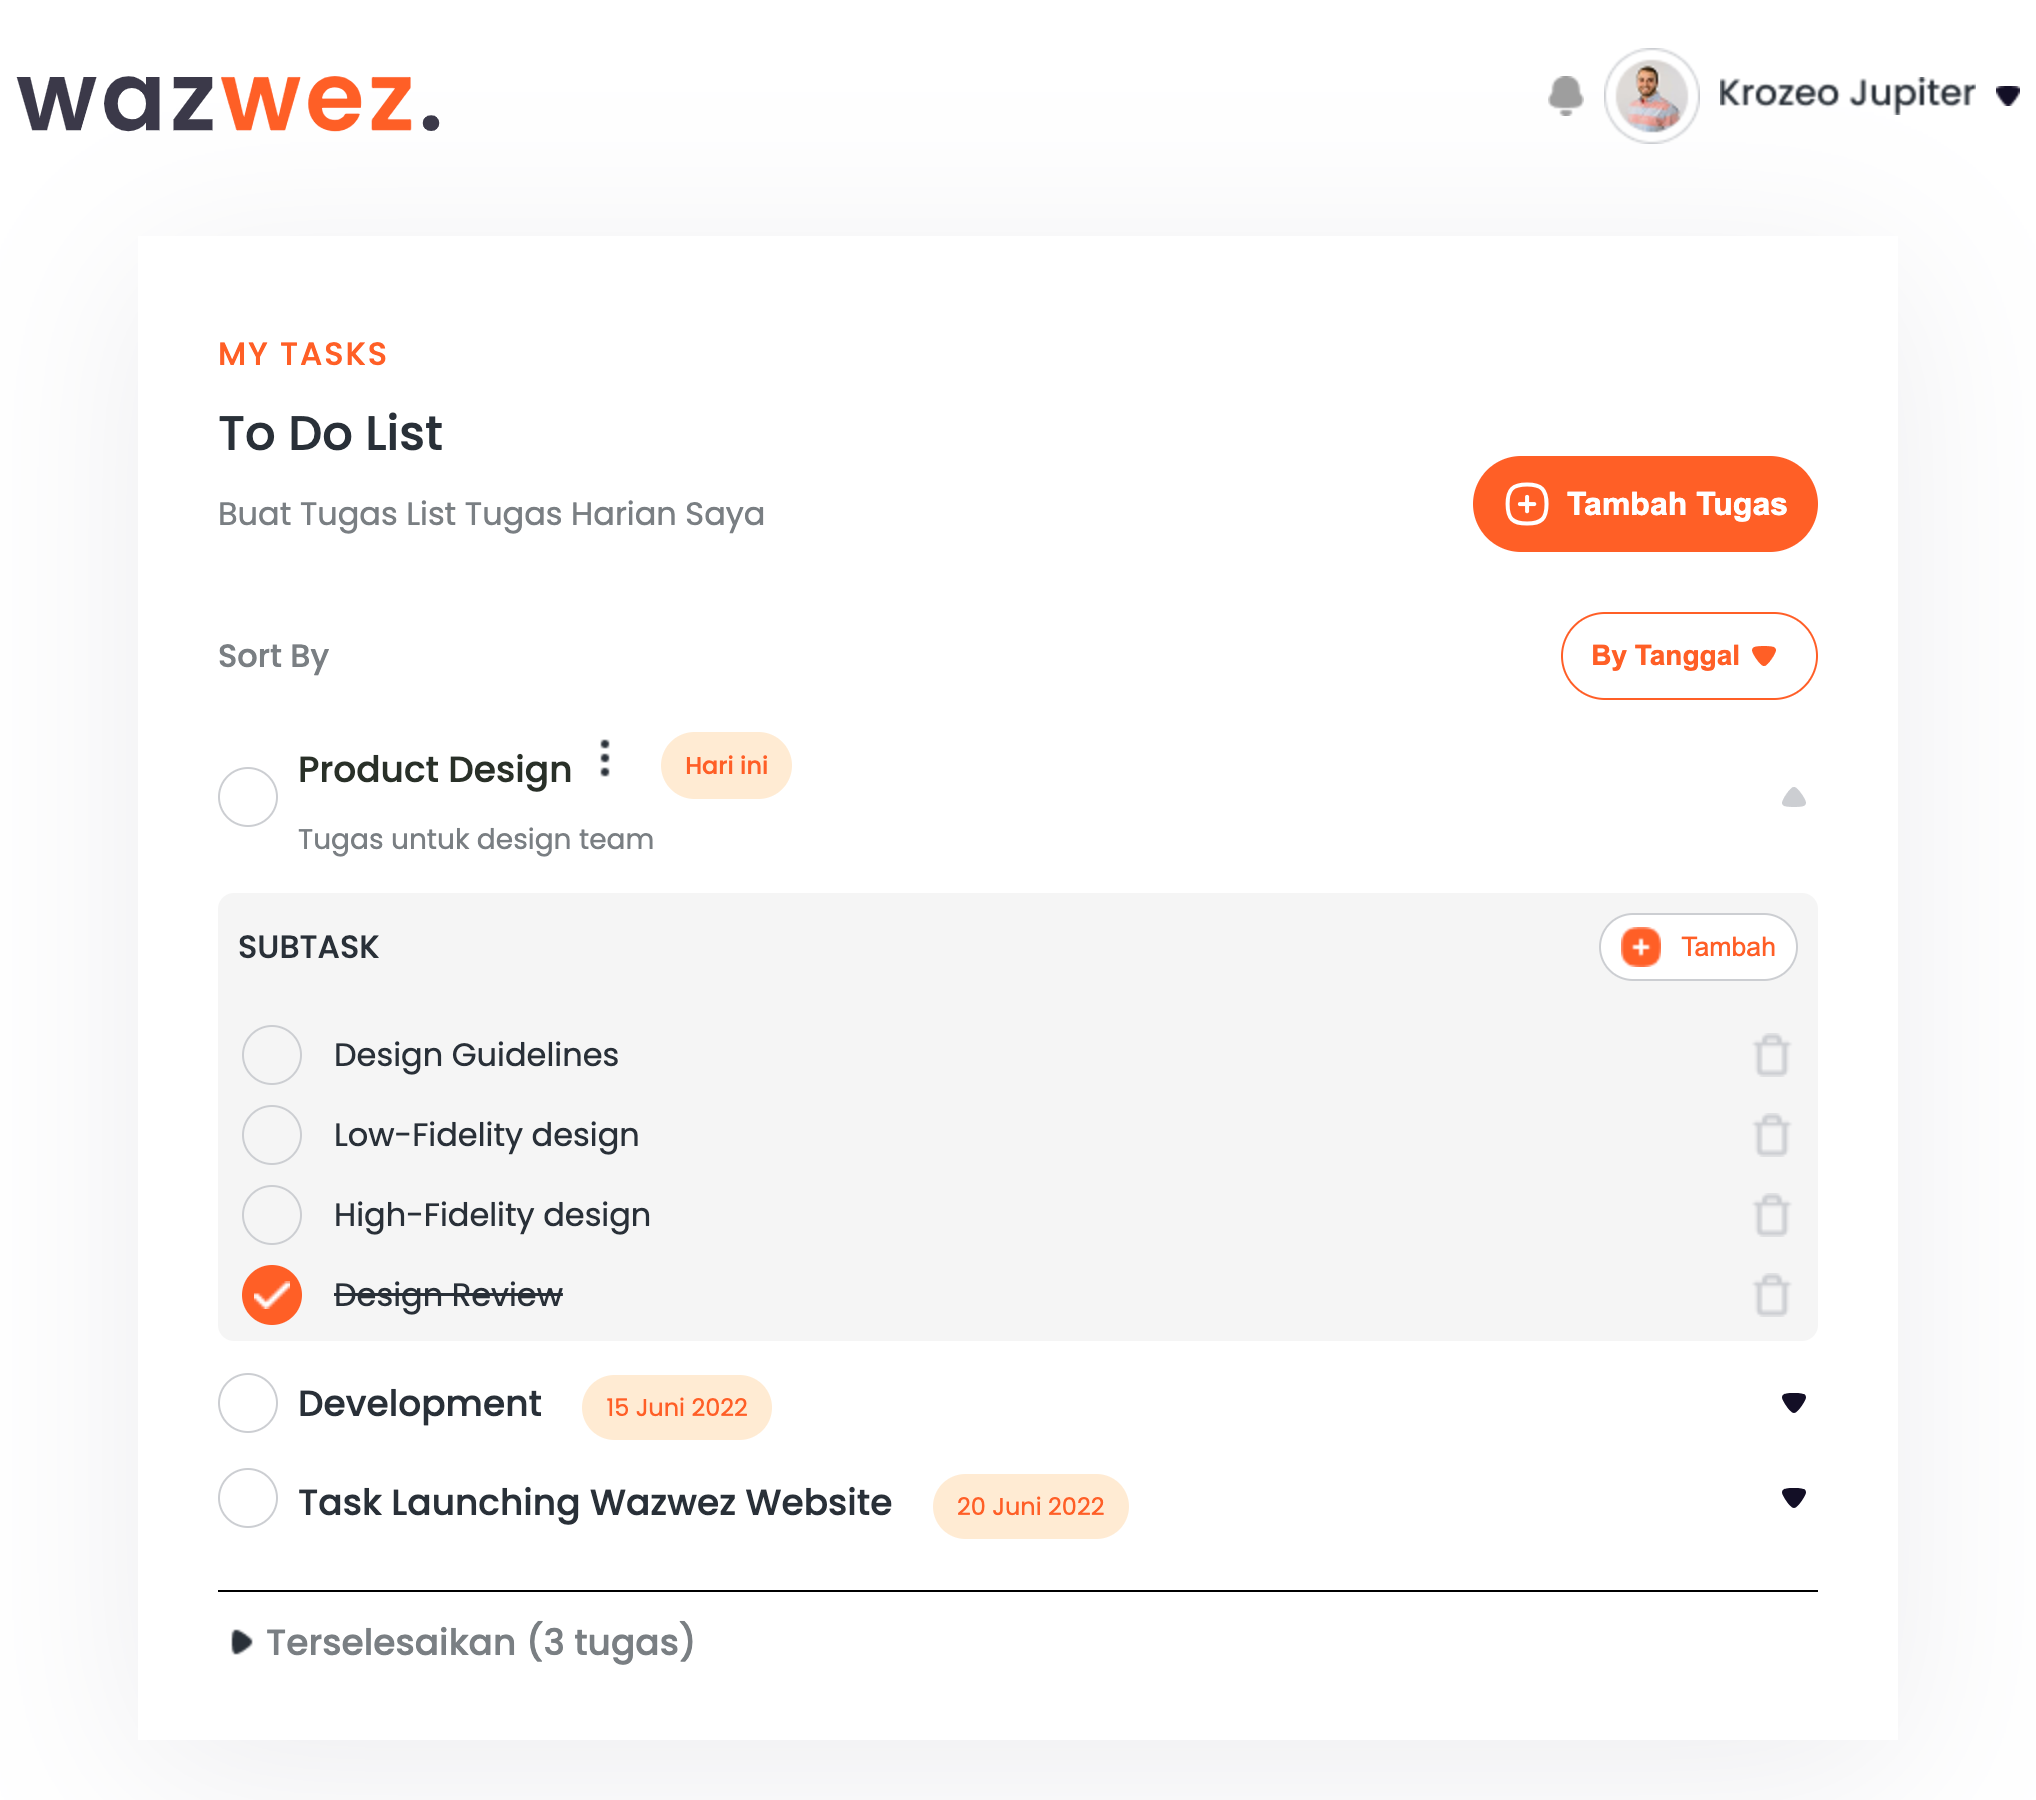 wazwez.
Krozeo Jupiter
MY TASKS
To Do List
Buat Tugas List Tugas Harian Saya
Tambah Tugas
Sort By
By Tanggal
Product Design
Hari ini
Tugas untuk design team
SUBTASK
Tambah
Design Guidelines
Low-Fidelity design
High-Fidelity design
Design Review
Development
15 Juni 2022
Task Launching Wazwez Website
20 Juni 2022
Terselesaikan (3 tugas)